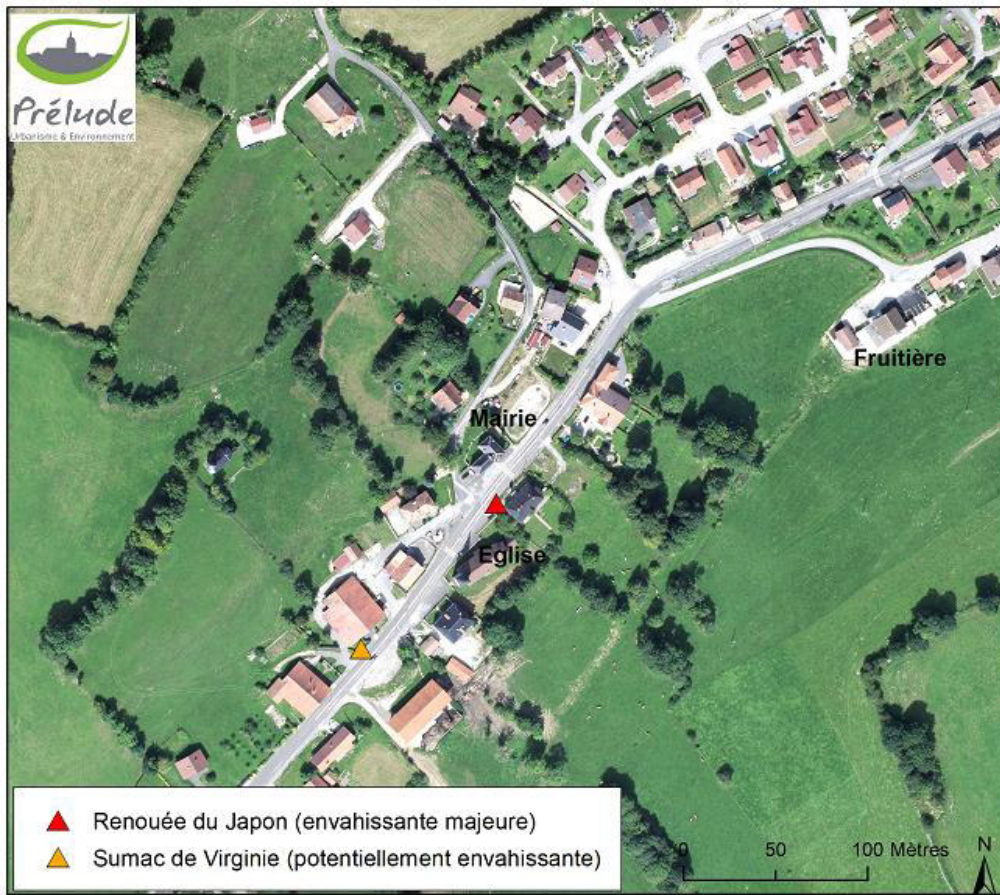 Prélude
Urbanisme & Environnement
Fruitière
Mairie
Eglise
Renouée du Japon (envahissante majeure)
Sumac de Virginie (potentiellement envahissante)
0 50 100 Mètres
N